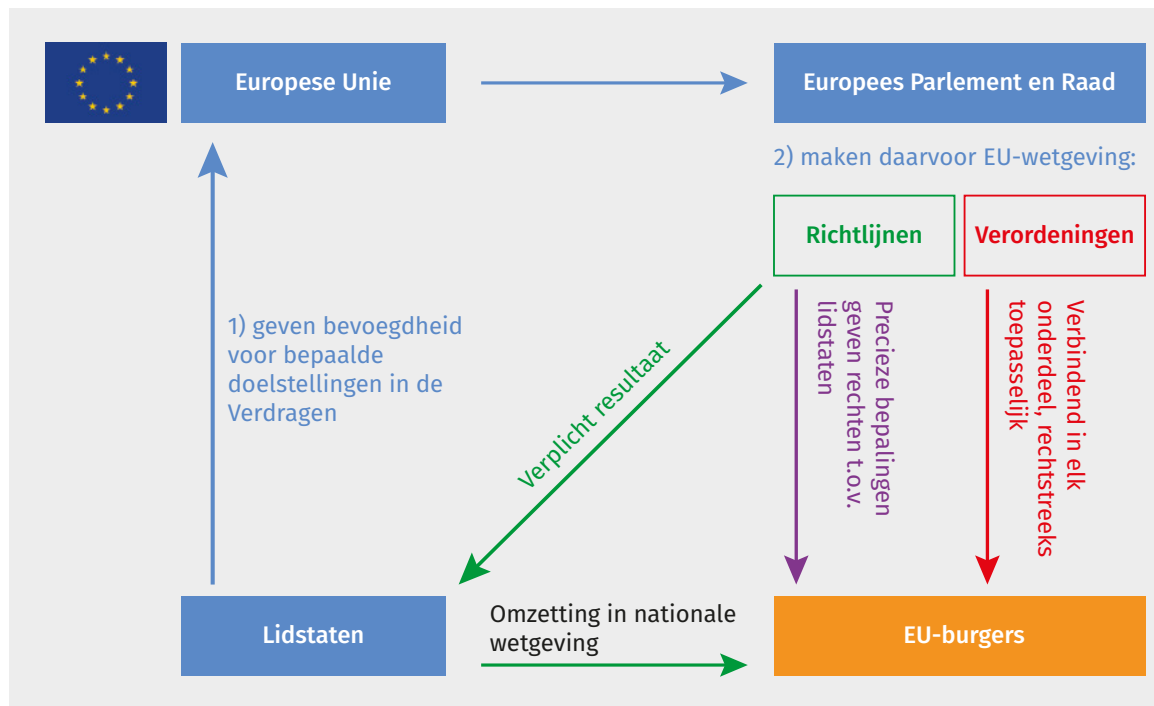 Europese Unie
Europees Parlement en Raad
2) maken daarvoor EU-wetgeving:
Richtlijnen
Verordeningen
1) geven bevoegdheid
voor bepaalde
doelstellingen in de
Verdragen
Verplicht resultaat
Precieze bepalingen
geven rechten t.o.v.
lidstaten
Verbindend in elk
onderdeel, rechtstreeks
toepasselijk
Lidstaten
Omzetting in nationale
wetgeving
EU-burgers